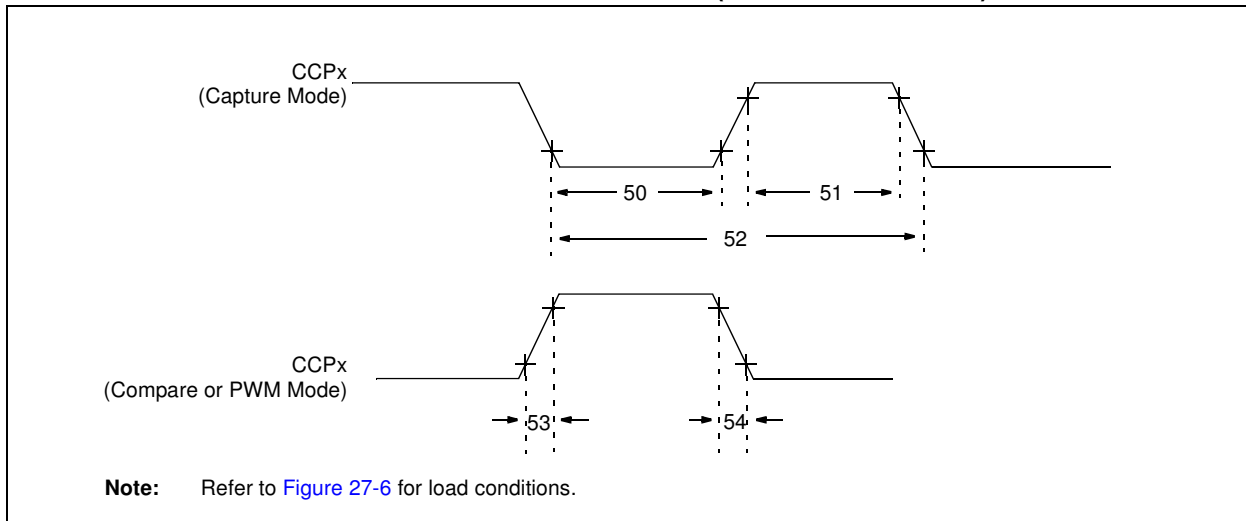 CCPx
(Capture Mode)
50
51
52
CCPx
(Compare or PWM Mode)
53
54
Note: Refer to Figure 27-6 for load conditions.